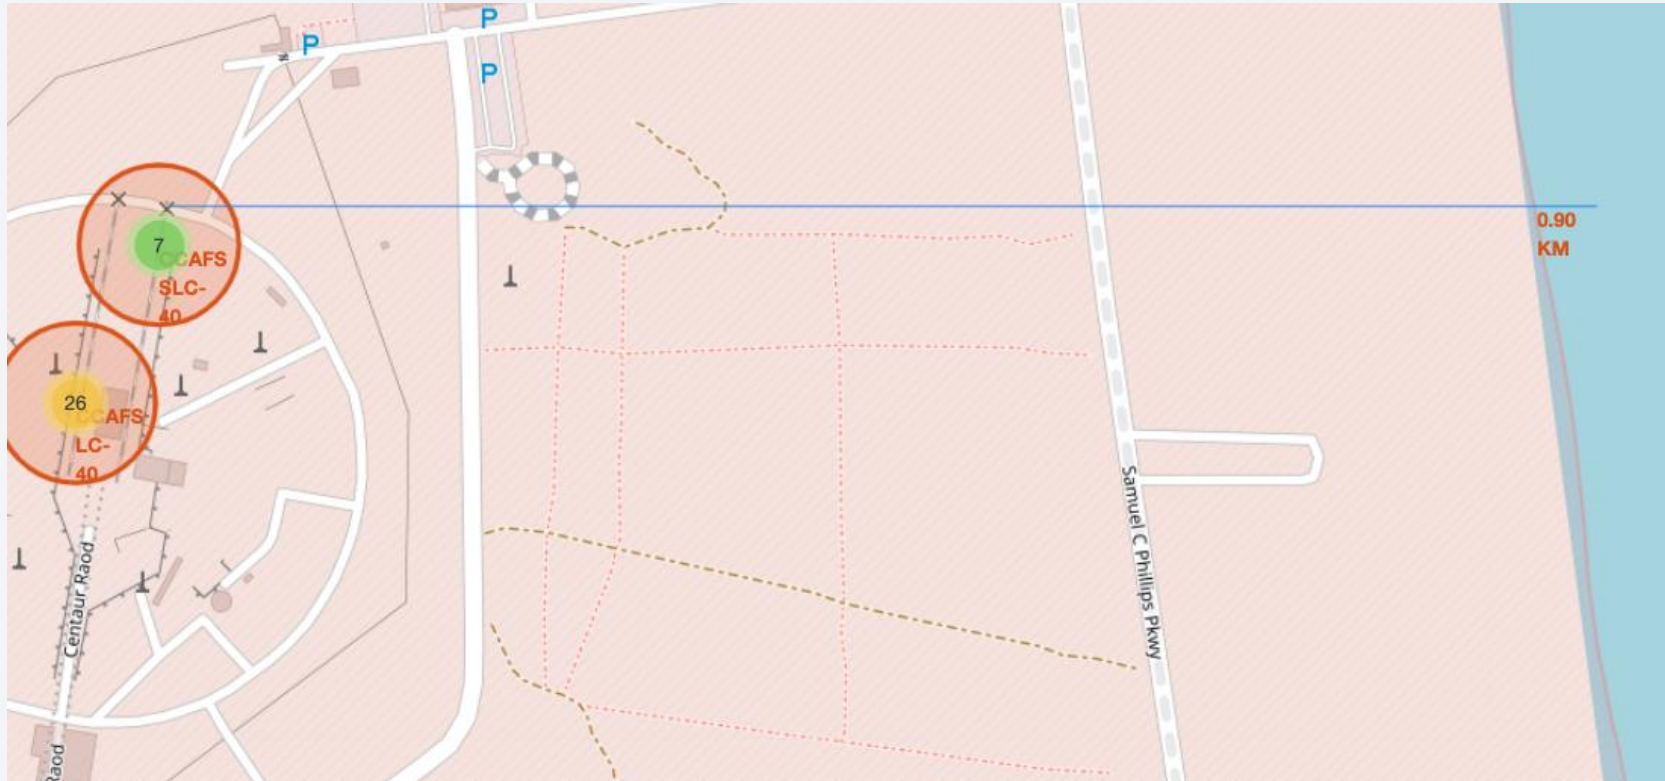 P
P
P
7
CCAFS
SLC-
40
0.90
KM
26
CCAFS
LC-
40
Samuel C Phillips Pkwy
Centaur Raod
Raod